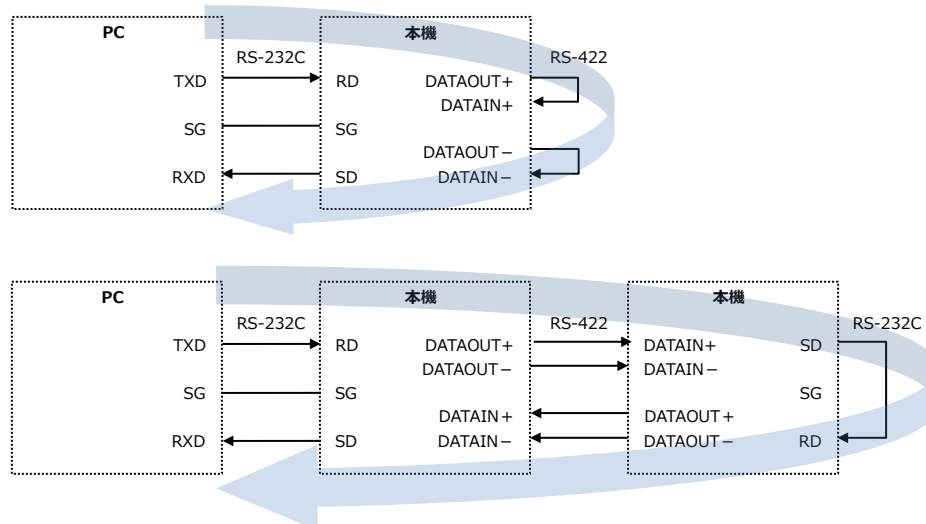 PC 本機
RS-232C RS-422
TXD RD DATAOUT+
DATAIN+
SG SG
DATAOUT−
RXD SD DATAIN−
PC 本機 本機
RS-232C RS-422 RS-232C
TXD RD DATAOUT+ DATAIN+ SD
DATAOUT− DATAIN−
SG SG SG
DATAIN+ DATAOUT+
RXD SD DATAIN− DATAOUT− RD